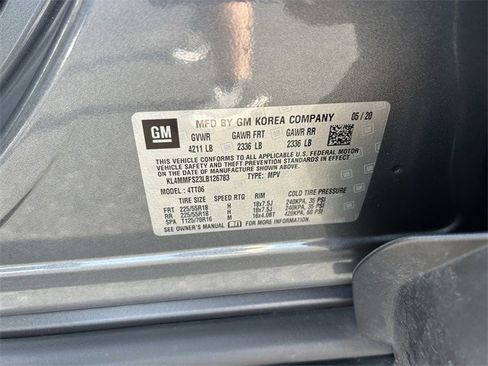 GM
MFD BY GM KOREA COMPANY 05/20
GVWR GAWR FRT GAWR RR
4211 LB 2336 LB 2336 LB
THIS VEHICLE CONFORMS TO ALL APPLICABLE U.S. FEDERAL MOTOR
VEHICLE SAFETY, BUMPER, AND THEFT PREVENTION STANDARDS IN EFFECT
ON THE DATE OF MANUFACTURE SHOWN ABOVE.
KL4MMFS23LB126783 TYPE: MPV
MODEL: 4TT06
TIRE SIZE SPEED RTG RIM COLD TIRE PRESSURE
FRT 225/55R18 H 18x7.5J 240KPA, 35 PSI
RR 225/55R18 H 18x7.5J 240KPA, 35 PSI
SPA T125/70R16 M 16x4.0BT 420KPA, 60 PSI
SEE OWNER'S MANUAL FOR MORE INFORMATION.